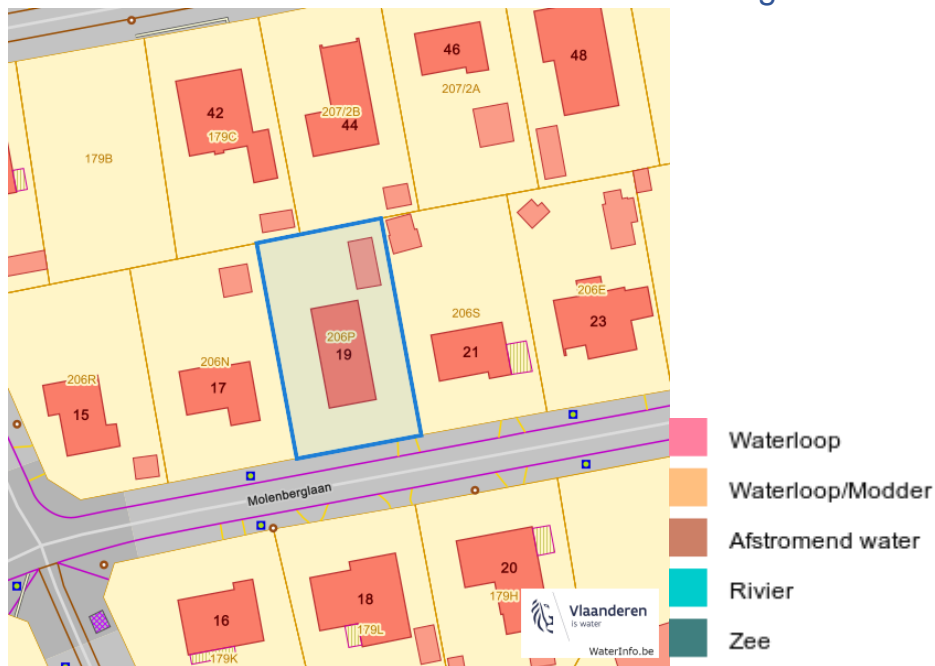 46
48
42
207/2A
207/2B
44
179C
179B
206S
206E
23
206P
19
21
206N
17
206R
15
Molenberglaan
Waterloop
Waterloop/Modder
Afstromend water
Rivier
Zee
20
18
179H
16
179L
179K
Vlaanderen
is water
WaterInfo.be